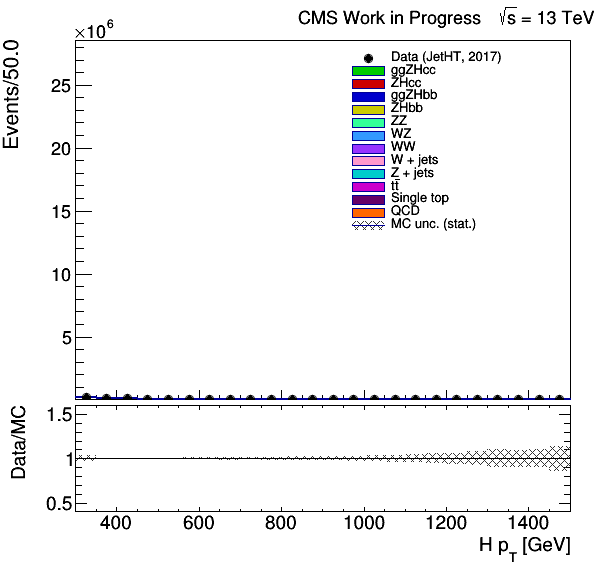 CMS Work in Progress √s = 13 TeV
×10⁶
Events/50.0
25
20
15
10
5
Data (JetHT, 2017)
ggZHcc
ZHcc
ggZHbb
ZHbb
ZZ
WZ
WW
W + jets
Z + jets
tt̄
Single top
QCD
MC unc. (stat.)
Data/MC
1.5
1
0.5
400 600 800 1000 1200 1400
H p_T [GeV]